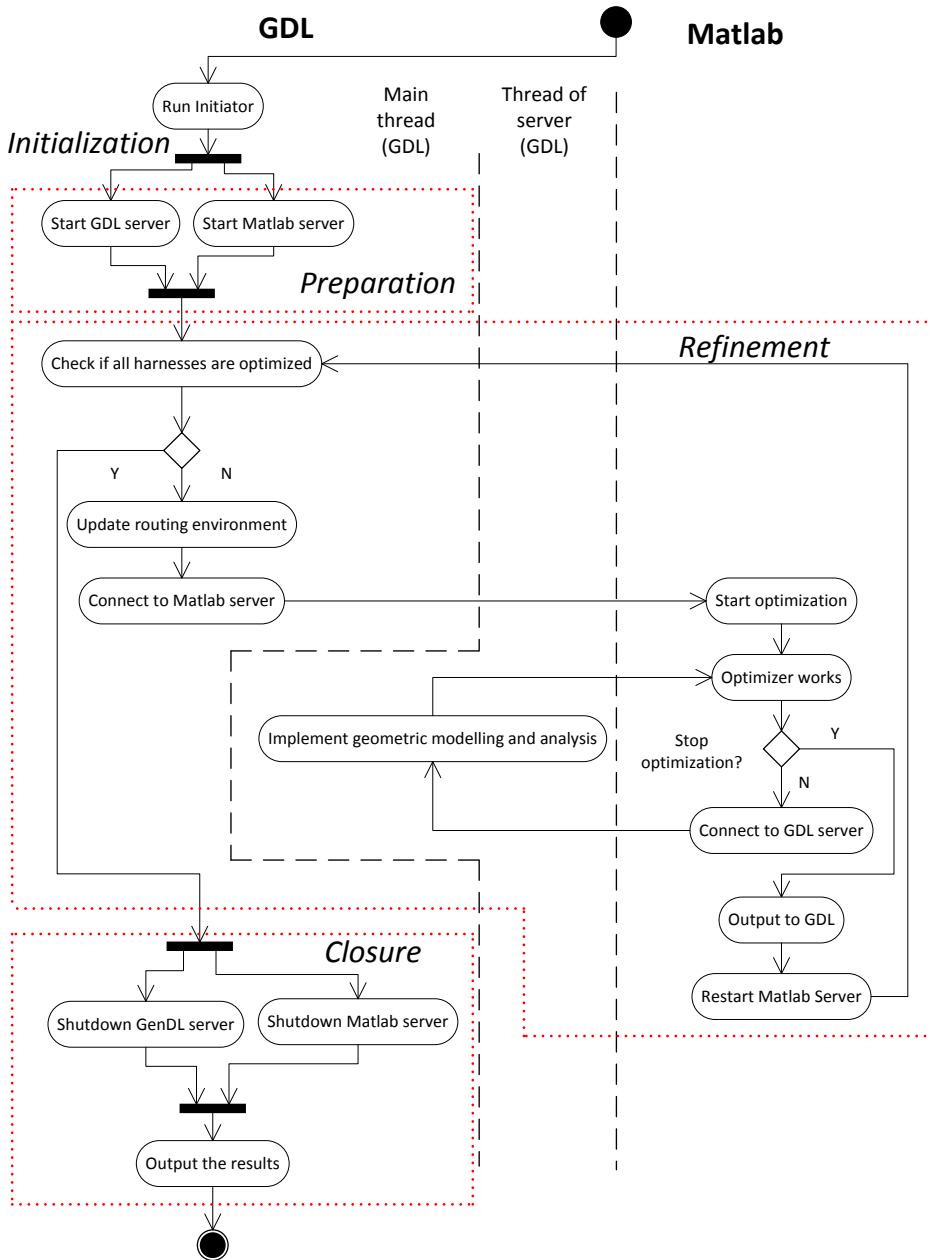 GDL
Matlab
Run Initiator
Main
thread
(GDL)
Thread of
server
(GDL)
Initialization
Start GDL server
Start Matlab server
Preparation
Refinement
Check if all harnesses are optimized
Y
N
Update routing environment
Connect to Matlab server
Start optimization
Optimizer works
Implement geometric modelling and analysis
Stop
optimization?
Y
N
Connect to GDL server
Output to GDL
Restart Matlab Server
Closure
Shutdown GenDL server
Shutdown Matlab server
Output the results